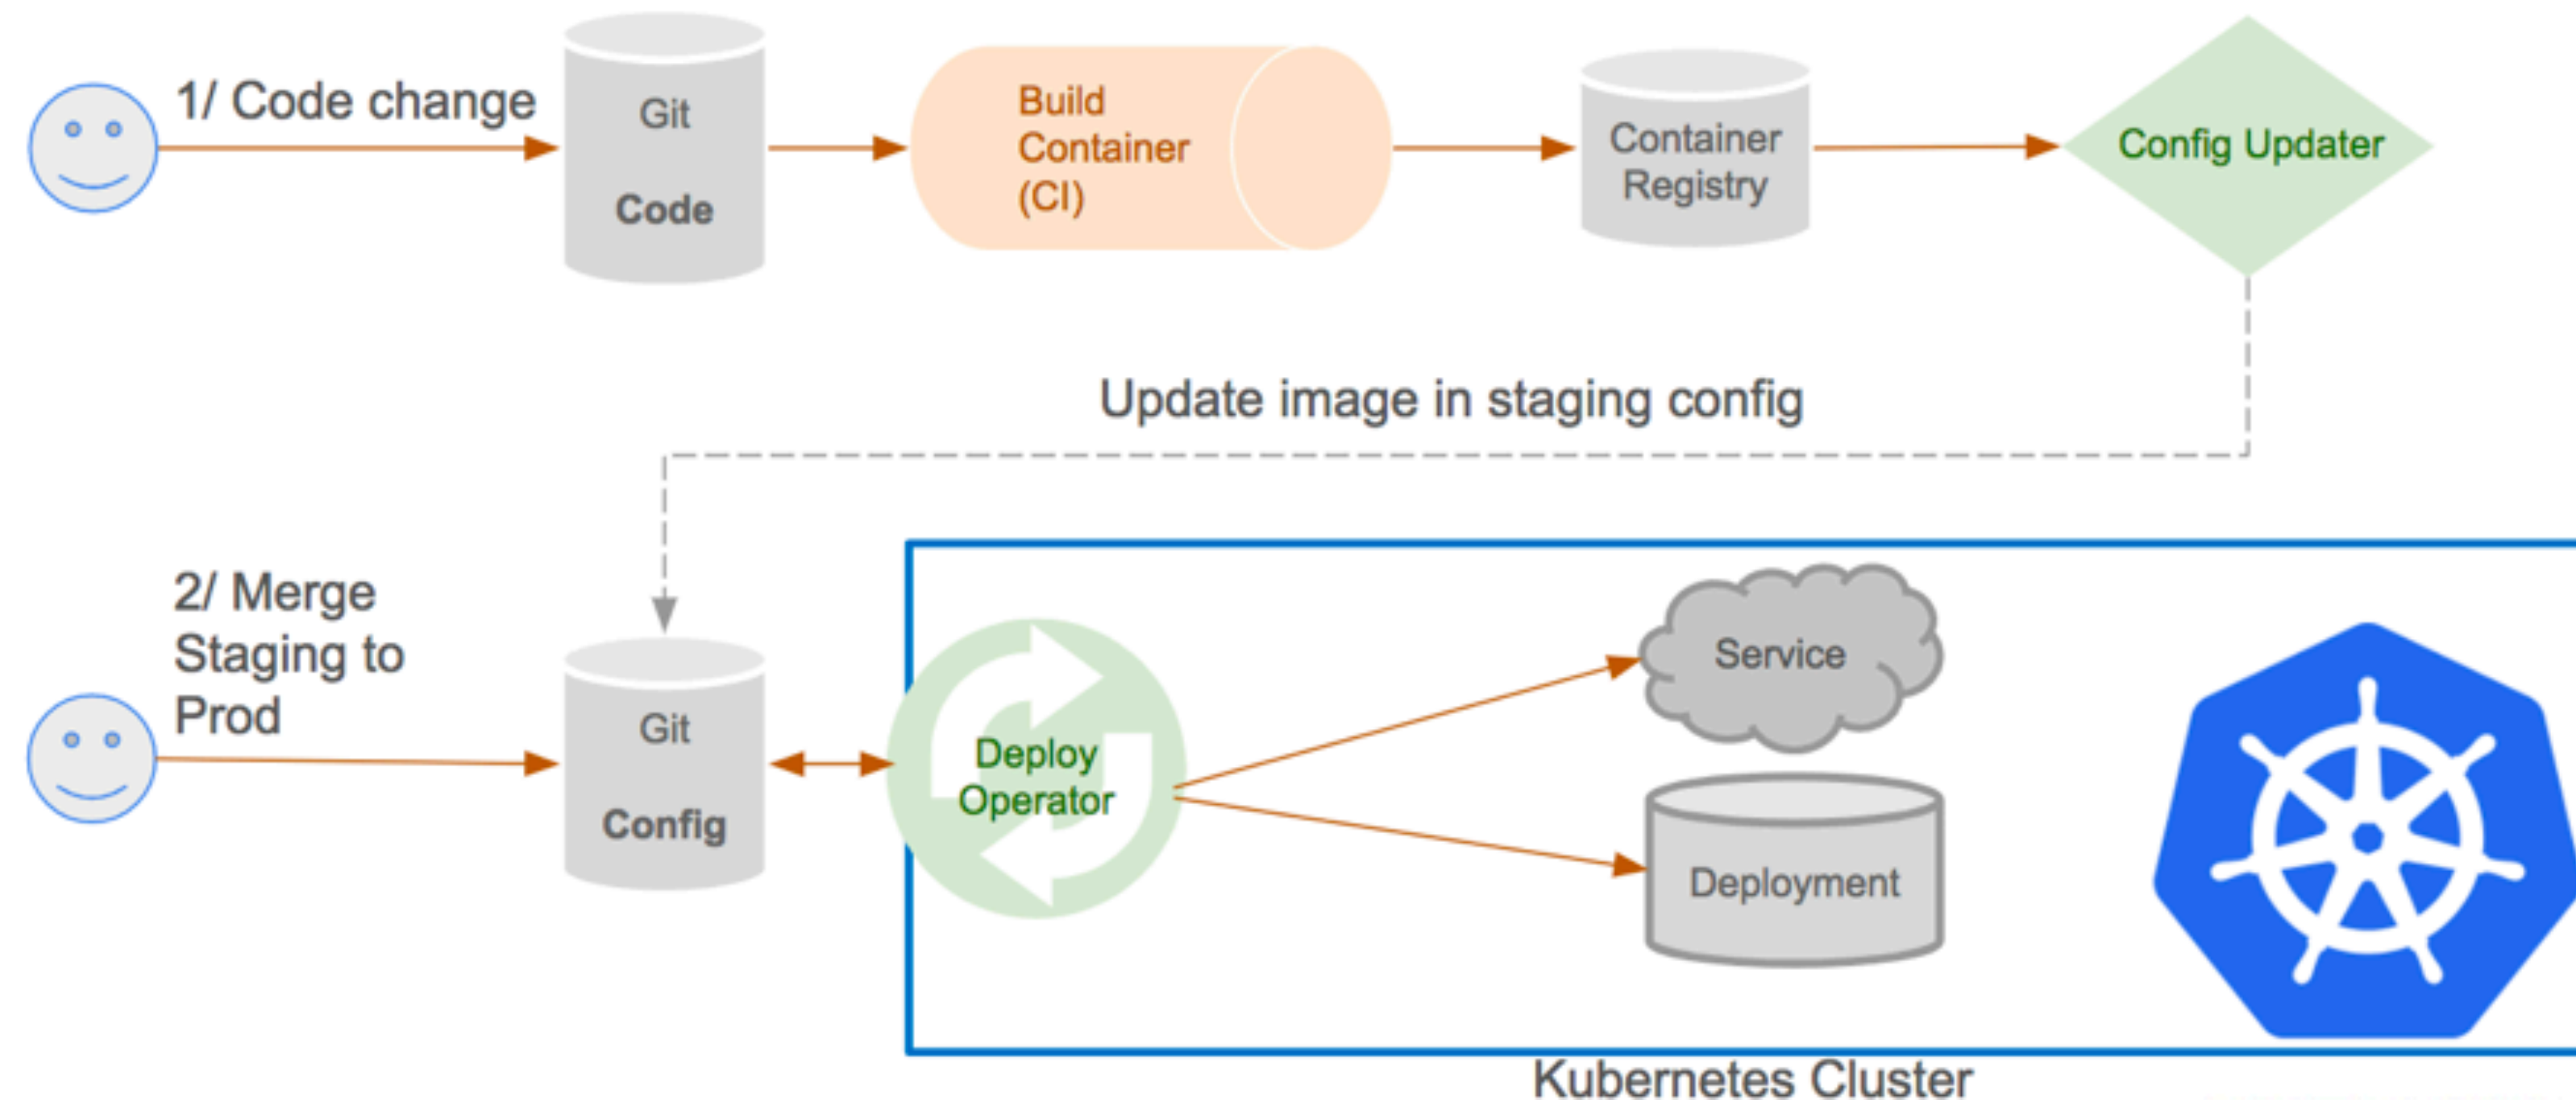 1/ Code change
Git
Code
Build
Container
(CI)
Container
Registry
Config Updater
Update image in staging config
2/ Merge
Staging to
Prod
Git
Config
Deploy
Operator
Service
Deployment
Kubernetes Cluster